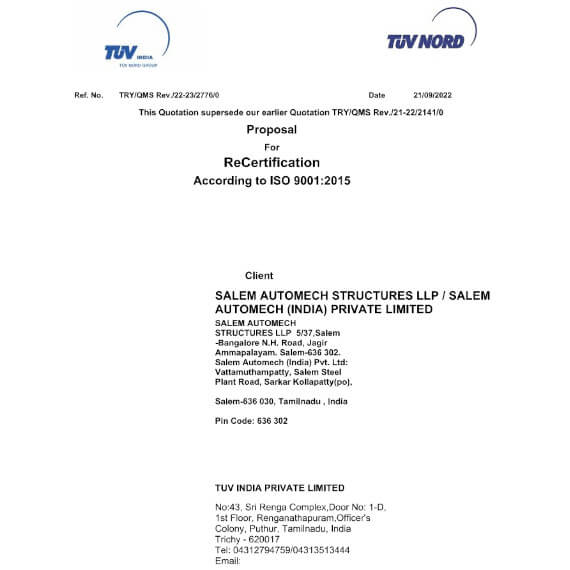 TUV INDIA
TUV NORD GROUP
TUV NORD
Ref. No. TRY/QMS Rev./22-23/2776/0 Date 21/09/2022
This Quotation supersede our earlier Quotation TRY/QMS Rev./21-22/2141/0
Proposal
For
ReCertification
According to ISO 9001:2015
Client
SALEM AUTOMECH STRUCTURES LLP / SALEM
AUTOMECH (INDIA) PRIVATE LIMITED
SALEM AUTOMECH
STRUCTURES LLP 5/37,Salem
-Bangalore N.H. Road, Jagir
Ammapalayam. Salem-636 302.
Salem Automech (India) Pvt. Ltd:
Vattamuthampatty, Salem Steel
Plant Road, Sarkar Kollapatty(po),
Salem-636 030, Tamilnadu , India
Pin Code: 636 302
TUV INDIA PRIVATE LIMITED
No:43, Sri Renga Complex,Door No: 1-D,
1st Floor, Renganathapuram,Officer's
Colony, Puthur, Tamilnadu, India
Trichy - 620017
Tel: 04312794759/04313513444
Email: